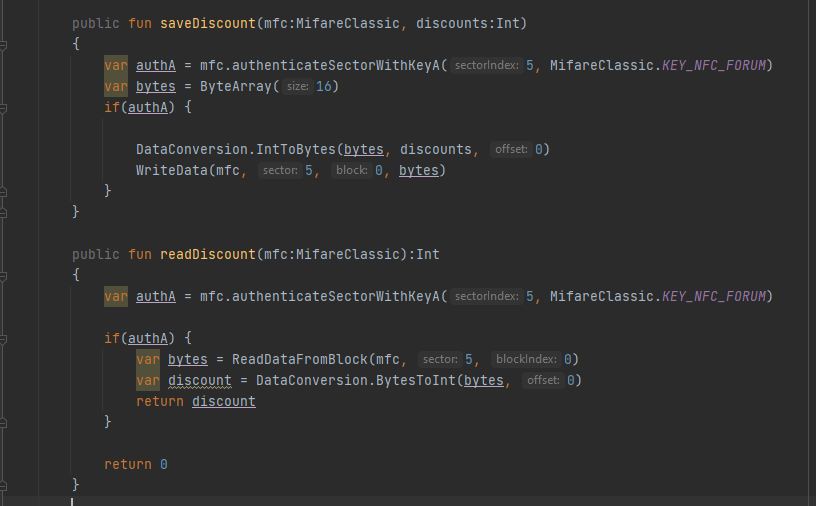 public fun saveDiscount(mfc:MifareClassic, discounts:Int)
{
var authA = mfc.authenticateSectorWithKeyA( sectorIndex: 5, MifareClassic.KEY_NFC_FORUM)
var bytes = ByteArray( size: 16)
if(authA) {
DataConversion.IntToBytes(bytes, discounts, offset: 0)
WriteData(mfc, sector: 5, block: 0, bytes)
}
}
public fun readDiscount(mfc:MifareClassic):Int
{
var authA = mfc.authenticateSectorWithKeyA( sectorIndex: 5, MifareClassic.KEY_NFC_FORUM)
if(authA) {
var bytes = ReadDataFromBlock(mfc, sector: 5, blockIndex: 0)
var discount = DataConversion.BytesToInt(bytes, offset: 0)
return discount
}
return 0
}